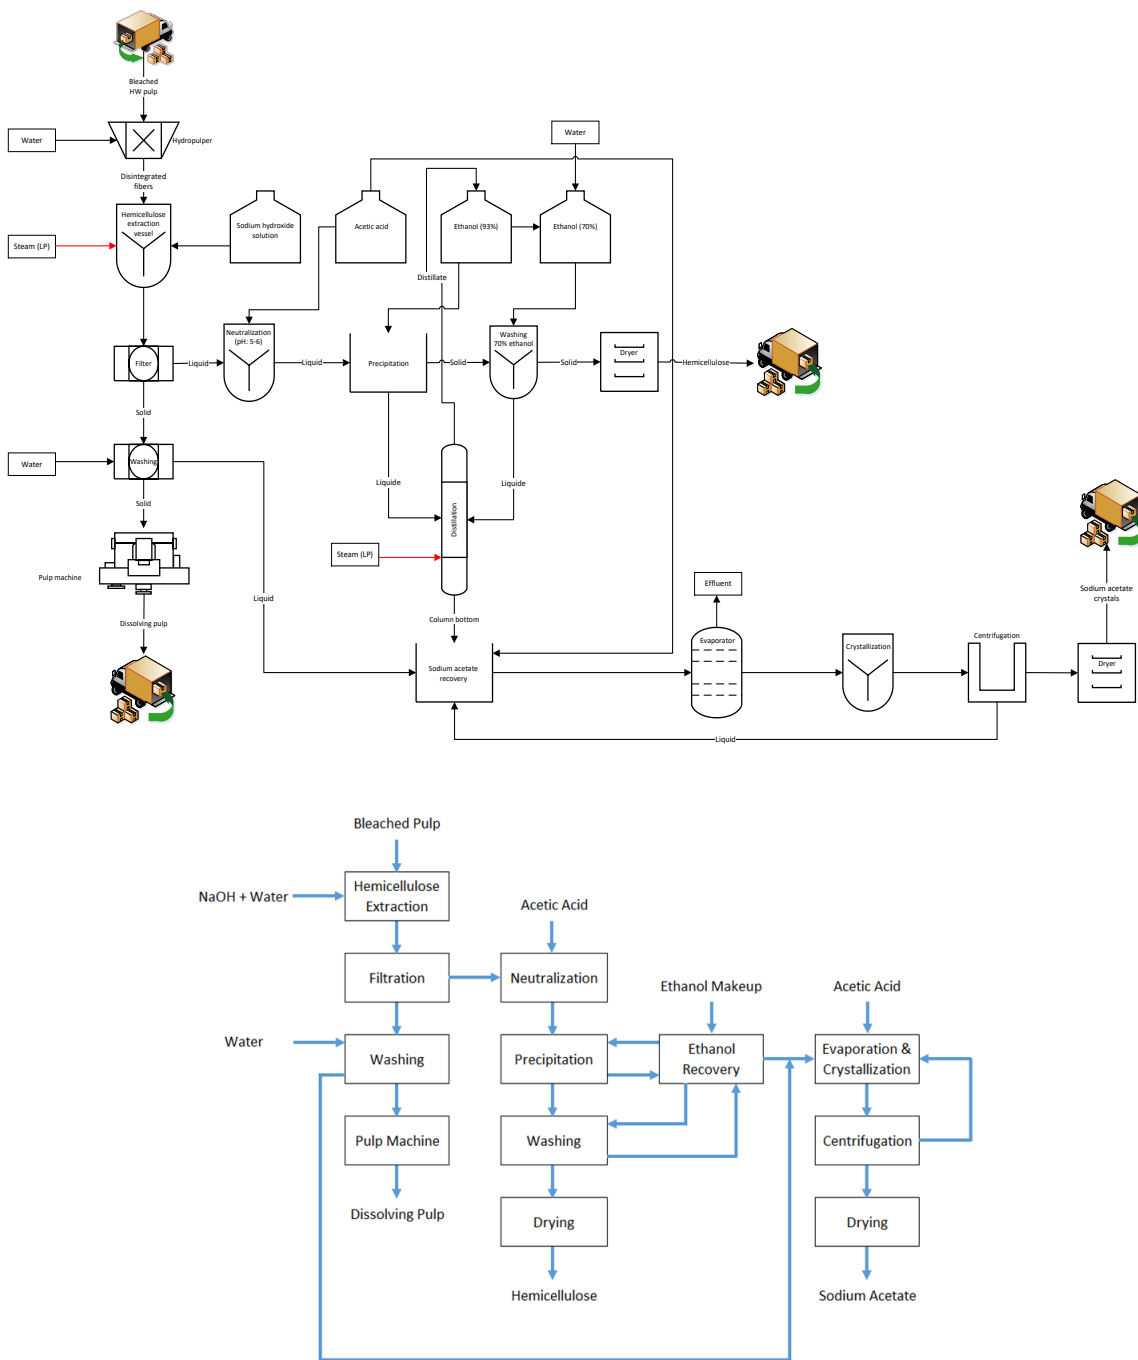 Bleached
HW pulp
Water
Hydropulper
Water
Disintegrated
fibers
Hemicellulose
extraction
vessel
Sodium hydroxide
solution
Acetic acid
Ethanol (93%)
Ethanol (70%)
Steam (LP)
Distillate
Neutralization
(pH: 5-6)
Washing
70% ethanol
Filter
Liquid
Liquid
Precipitation
Solid
Solid
Dryer
Hemicellulose
Solid
Water
Washing
Liquide
Liquide
Distillation
Solid
Steam (LP)
Pulp machine
Effluent
Sodium acetate
crystals
Liquid
Dissolving pulp
Column bottom
Evaporator
Crystallization
Centrifugation
Sodium acetate
recovery
Dryer
Liquid
Bleached Pulp
NaOH + Water
Hemicellulose
Extraction
Acetic Acid
Filtration
Neutralization
Ethanol Makeup
Acetic Acid
Water
Washing
Precipitation
Ethanol
Recovery
Evaporation &
Crystallization
Pulp Machine
Washing
Centrifugation
Dissolving Pulp
Drying
Drying
Hemicellulose
Sodium Acetate